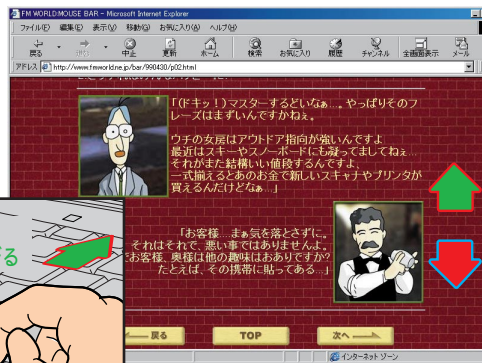 FM WORLD:MOUSE BAR - Microsoft Internet Explorer
ファイル(F) 編集(E) 表示(V) 移動(G) お気に入り(A) ヘルプ(H)
戻る 進む 中止 更新 ホーム 検索 お気に入り 履歴 チャンネル 全画面表示 メール
アドレス http://www.fmworld.ne.jp/bar/990430/p02.html
「(ドキッ!)マスターするどいなぁ…。やっぱりそのフ
レーズはまずいんですかねぇ。
ウチの女房はアウトドア指向が強いんですよ
最近はスキーやスノーボードにも凝ってましてねぇ…
それがまた結構いい値段するんですよ、
一式揃えるとあのお金で新しいスキャナやプリンタが
買えるんだけどなぁ…」
「お客様…まぁ気を落とさずに。
それはそれで、悪い事ではありませんよ。
お客様、奥様は他の趣味はおありですか?
たとえば、その携帯に貼ってある…」
戻る TOP 次へ
インターネット ゾーン